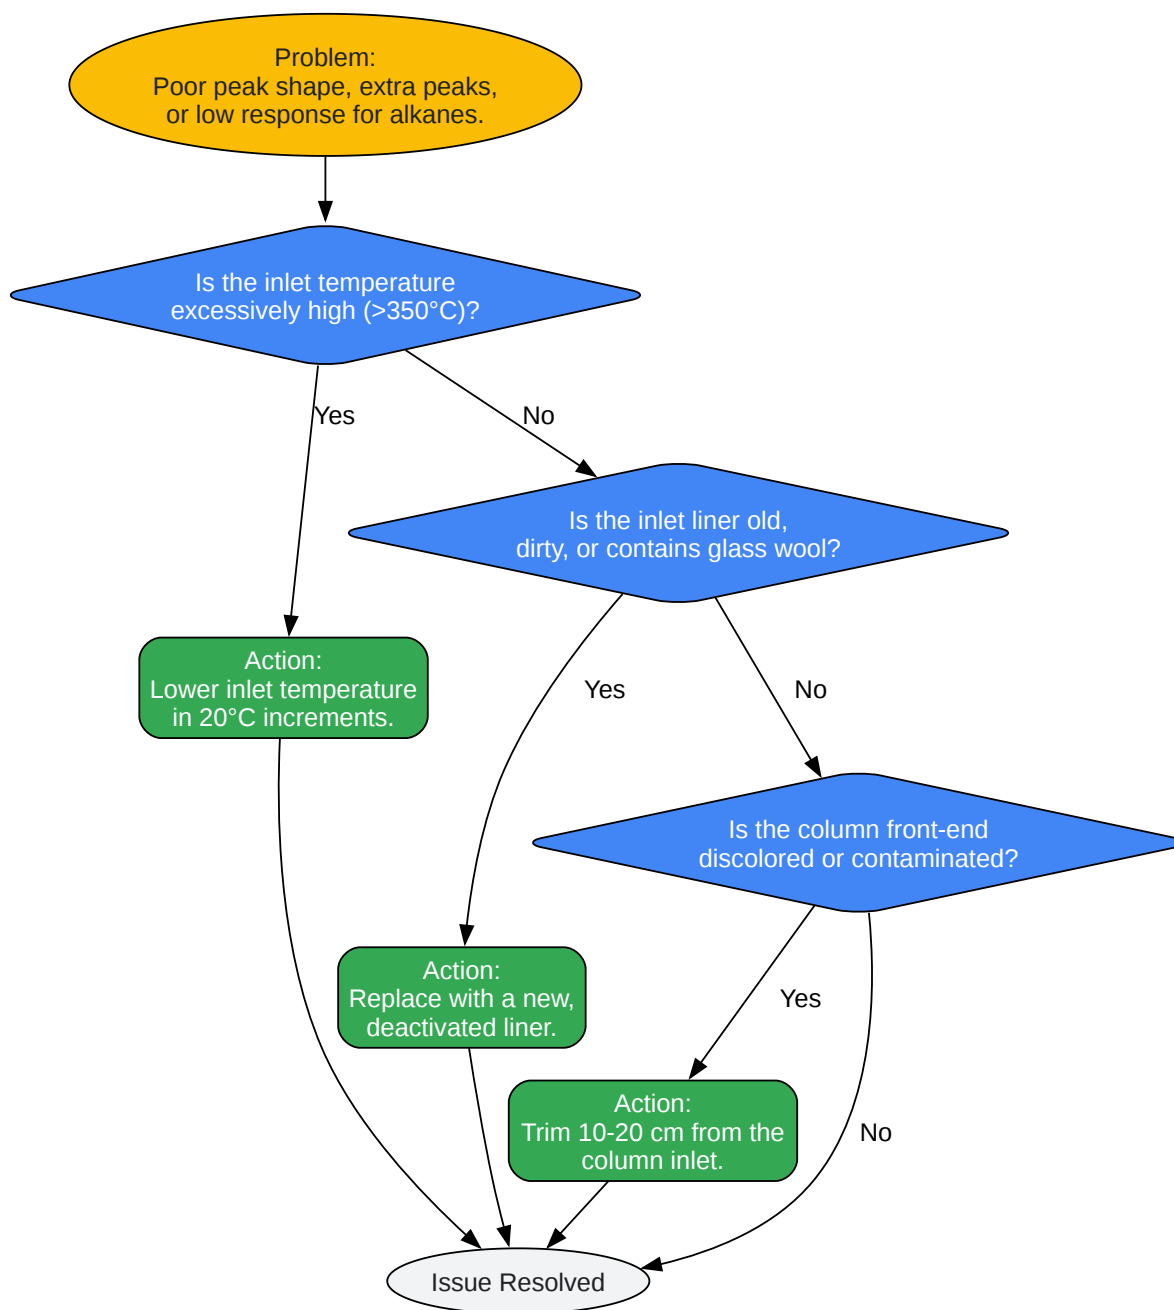 Problem:
Poor peak shape, extra peaks,
or low response for alkanes.
Is the inlet temperature
excessively high (>350°C)?
Yes
No
Is the inlet liner old,
dirty, or contains glass wool?
Action:
Lower inlet temperature
in 20°C increments.
Yes
No
Is the column front-end
discolored or contaminated?
Action:
Replace with a new,
deactivated liner.
Yes
Action:
Trim 10-20 cm from the
column inlet.
No
Issue Resolved